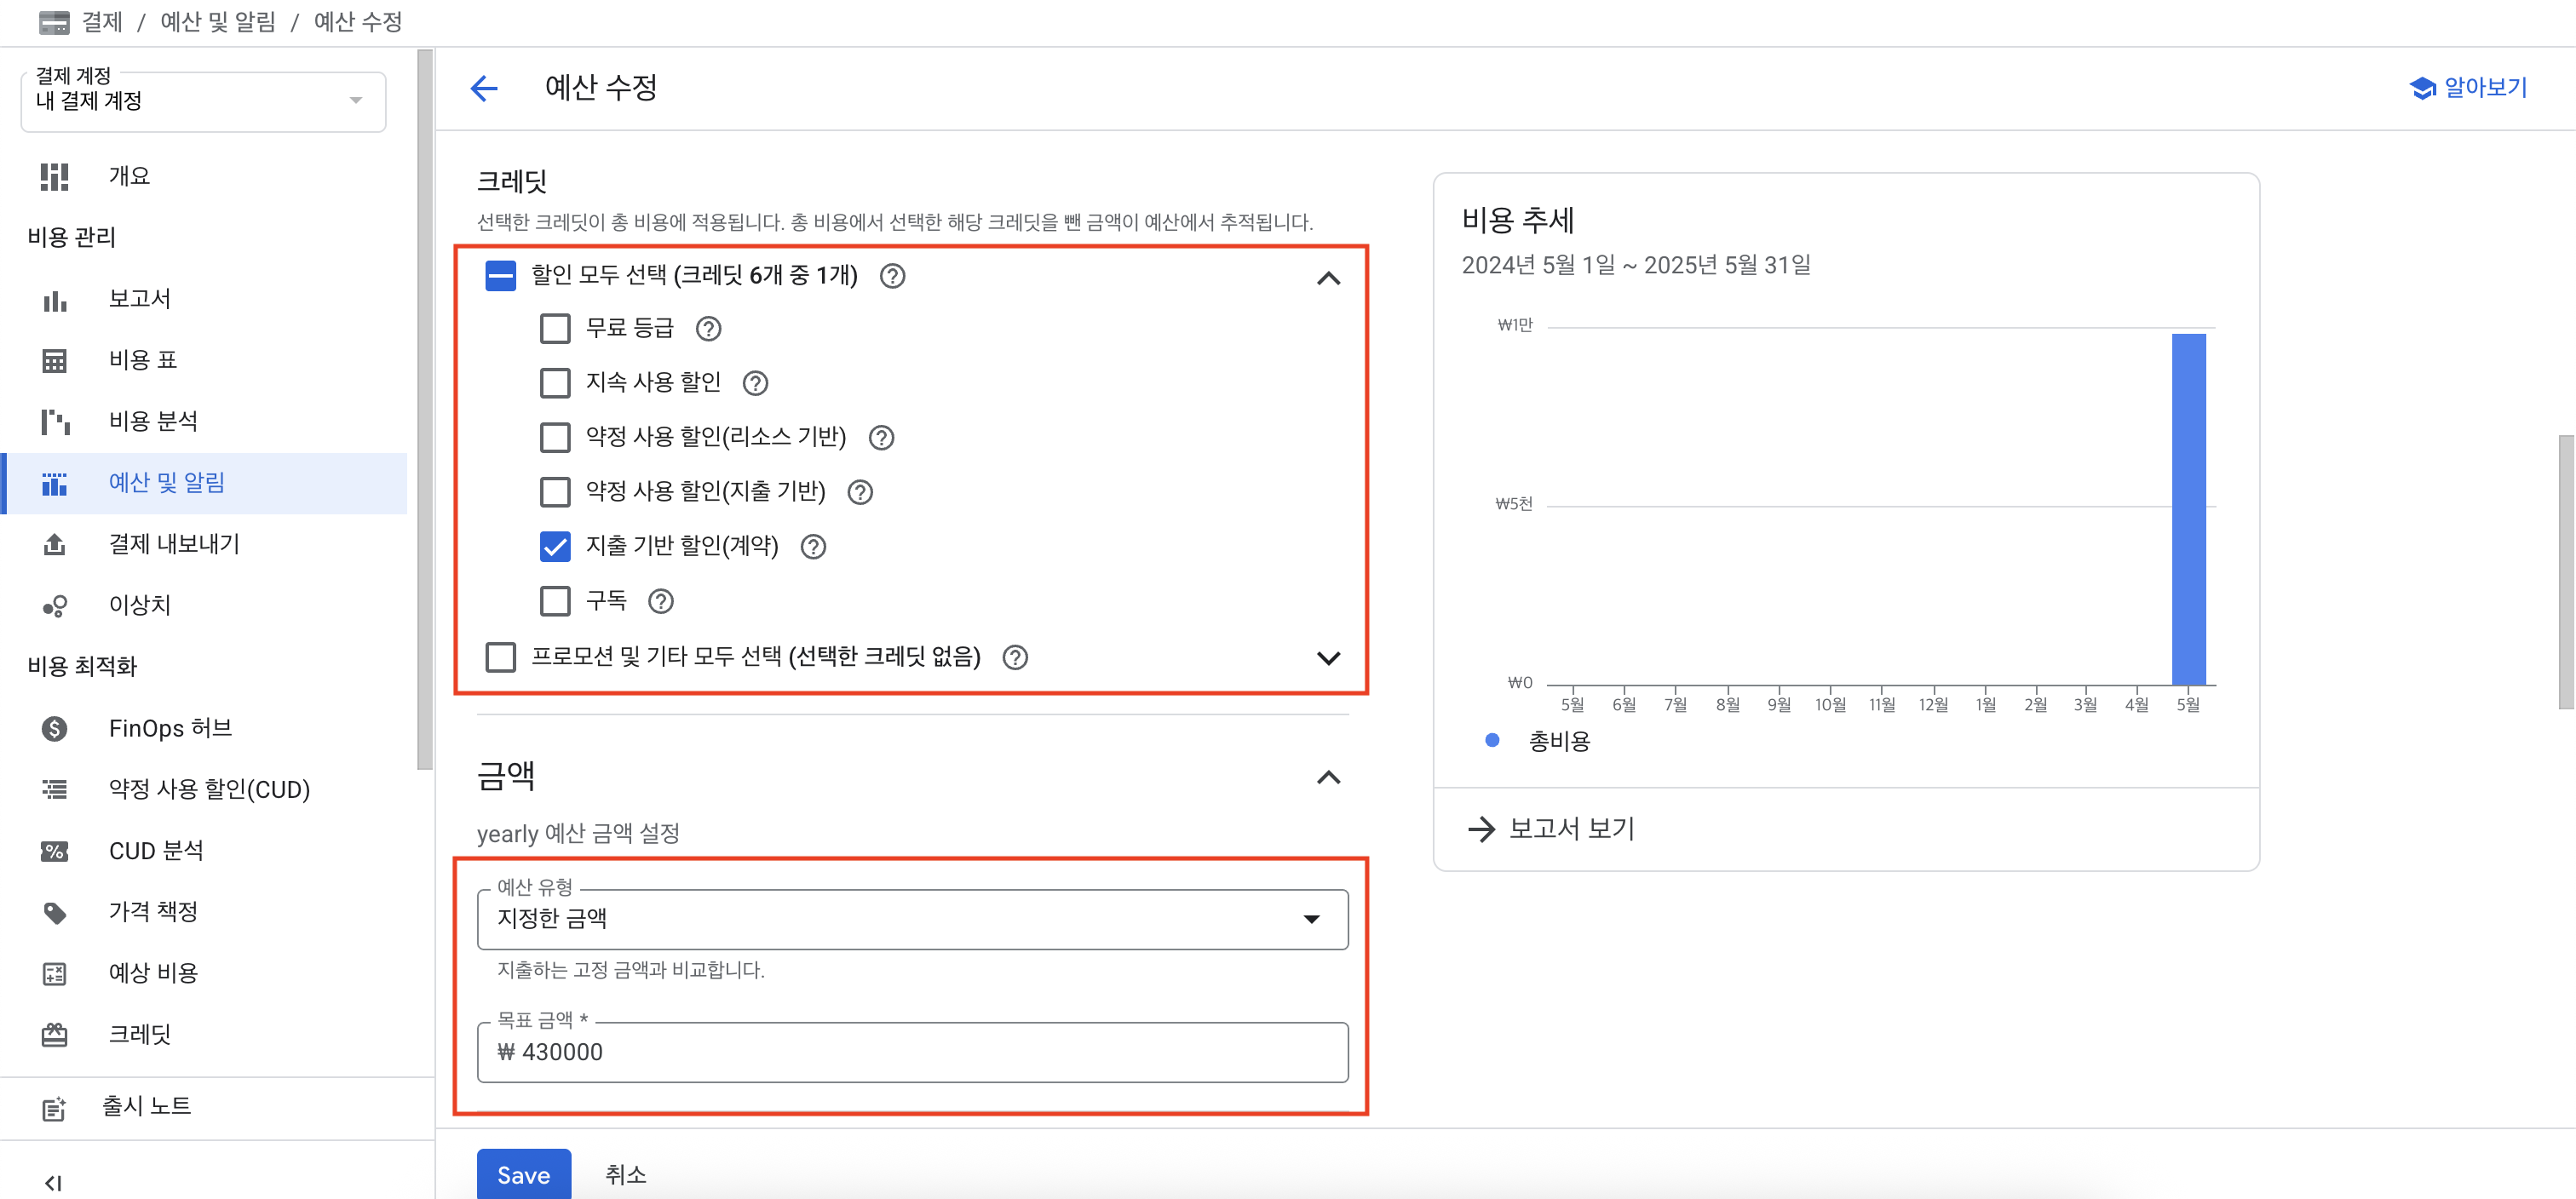 결제 / 예산 및 알림 / 예산 수정
결제 계정
내 결제 계정
개요
비용 관리
보고서
비용 표
비용 분석
예산 및 알림
결제 내보내기
이상치
비용 최적화
FinOps 허브
약정 사용 할인(CUD)
CUD 분석
가격 책정
예상 비용
크레딧
출시 노트
예산 수정
알아보기
크레딧
선택한 크레딧이 총 비용에 적용됩니다. 총 비용에서 선택한 해당 크레딧을 뺀 금액이 예산에서 추적됩니다.
할인 모두 선택 (크레딧 6개 중 1개)
무료 등급
지속 사용 할인
약정 사용 할인(리소스 기반)
약정 사용 할인(지출 기반)
지출 기반 할인(계약)
구독
프로모션 및 기타 모두 선택 (선택한 크레딧 없음)
금액
yearly 예산 금액 설정
예산 유형
지정한 금액
지출하는 고정 금액과 비교합니다.
목표 금액 *
₩ 430000
Save 취소
비용 추세
2024년 5월 1일 ~ 2025년 5월 31일
₩1만
₩5천
₩0
5월 6월 7월 8월 9월 10월 11월 12월 1월 2월 3월 4월 5월
총비용
보고서 보기